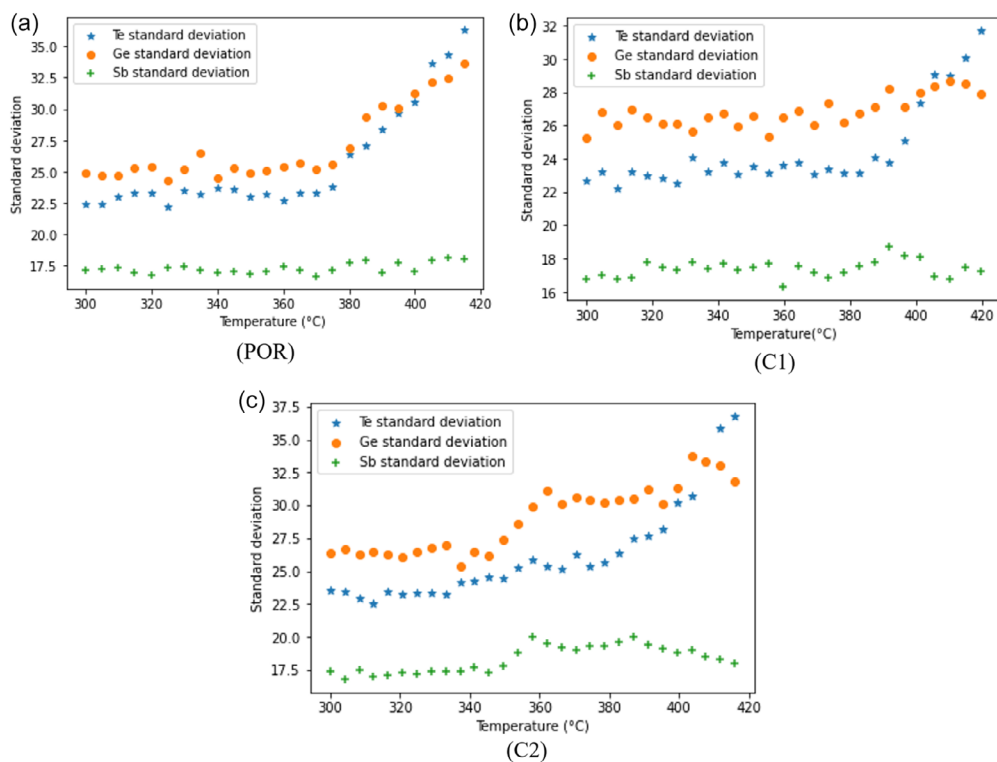 (a)
35.0
32.5
30.0
27.5
25.0
22.5
20.0
17.5
Standard deviation
Te standard deviation
Ge standard deviation
Sb standard deviation
300 320 340 360 380 400 420
Temperature (°C)
(POR)
(b)
32
30
28
26
24
22
20
18
16
Standard deviation
Te standard deviation
Ge standard deviation
Sb standard deviation
300 320 340 360 380 400 420
Temperature(°C)
(C1)
(c)
37.5
35.0
32.5
30.0
27.5
25.0
22.5
20.0
17.5
Standard deviation
Te standard deviation
Ge standard deviation
Sb standard deviation
300 320 340 360 380 400 420
Temperature (°C)
(C2)